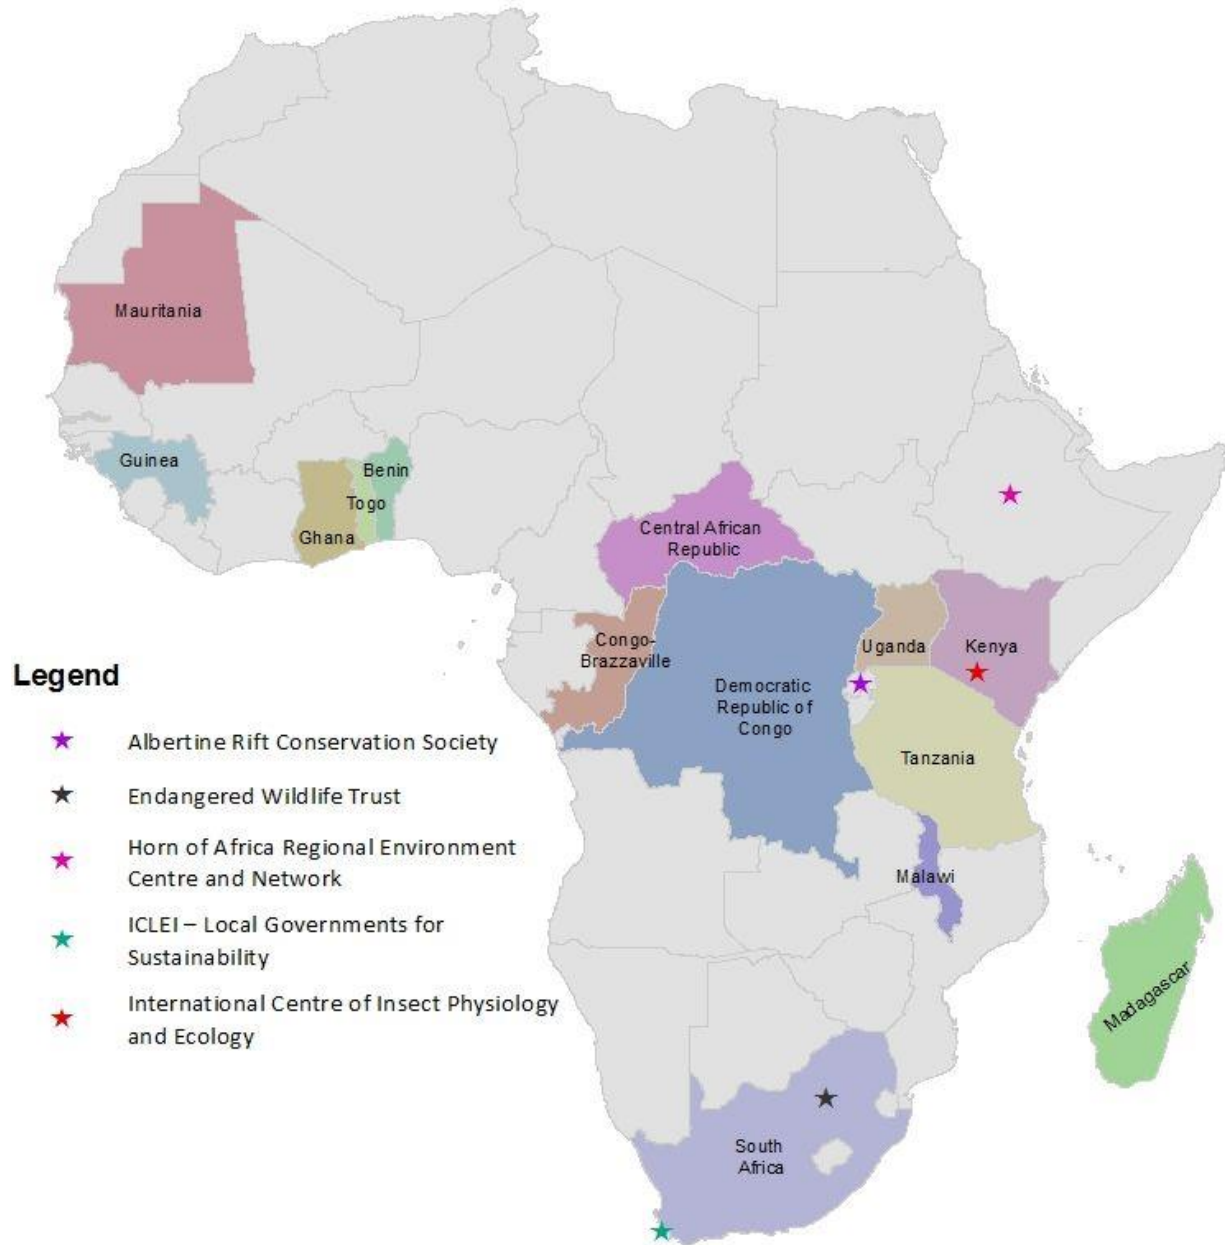 Mauritania
Guinea
Benin
Togo
Ghana
Central African
Republic
Congo-
Brazzaville
Uganda
Kenya
Democratic
Republic of
Congo
Tanzania
Malawi
Madagascar
South
Africa
Legend
Albertine Rift Conservation Society
Endangered Wildlife Trust
Horn of Africa Regional Environment
Centre and Network
ICLEI – Local Governments for
Sustainability
International Centre of Insect Physiology
and Ecology